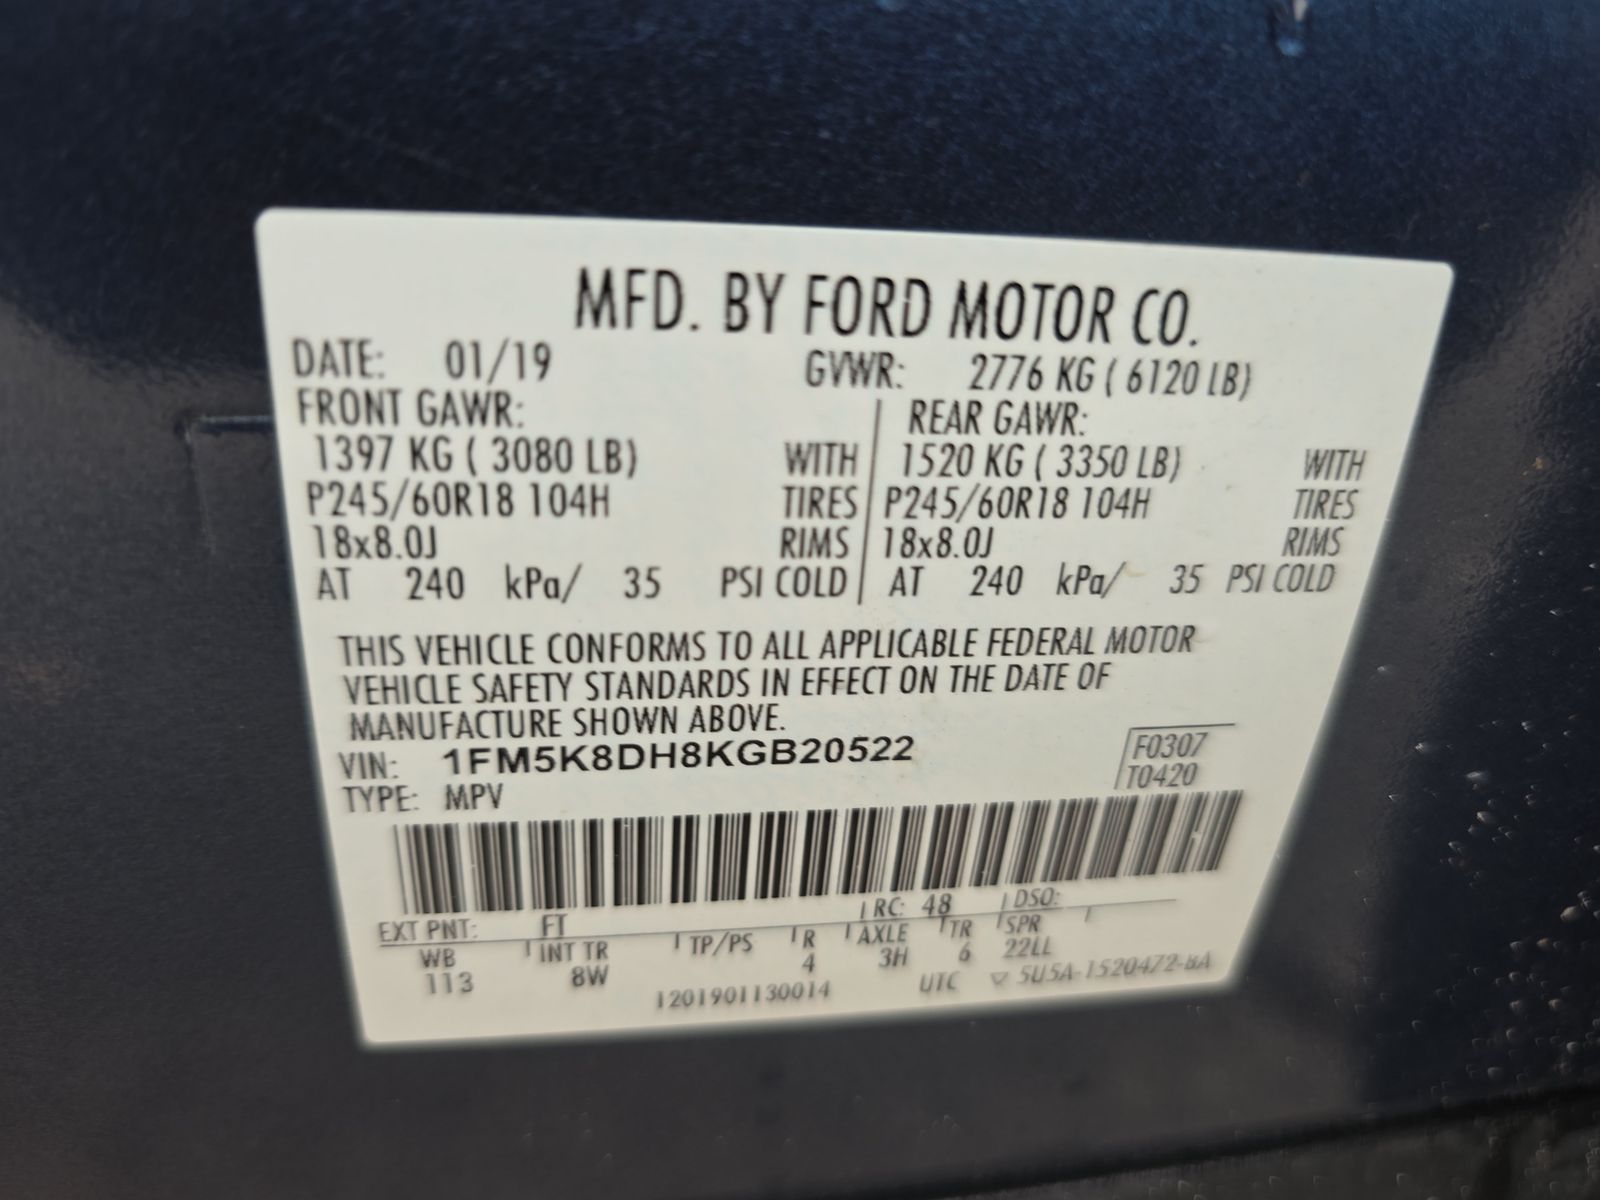 MFD. BY FORD MOTOR CO.
DATE: 01/19 GVWR: 2776 KG ( 6120 LB)
FRONT GAWR: REAR GAWR:
1397 KG ( 3080 LB) WITH 1520 KG ( 3350 LB) WITH
P245/60R18 104H TIRES P245/60R18 104H TIRES
18x8.0J RIMS 18x8.0J RIMS
AT 240 kPa/ 35 PSI COLD AT 240 kPa/ 35 PSI COLD
THIS VEHICLE CONFORMS TO ALL APPLICABLE FEDERAL MOTOR
VEHICLE SAFETY STANDARDS IN EFFECT ON THE DATE OF
MANUFACTURE SHOWN ABOVE.
VIN: 1FM5K8DH8KGB20522 F0307
TYPE: MPV T0420
EXT PNT: FT RC: 48 DSO:
WB INT TR TP/PS R AXLE TR SPR
113 8W 4 3H 6 22LL
1201901130014 UTC ▽ 5U5A-1520472-BA